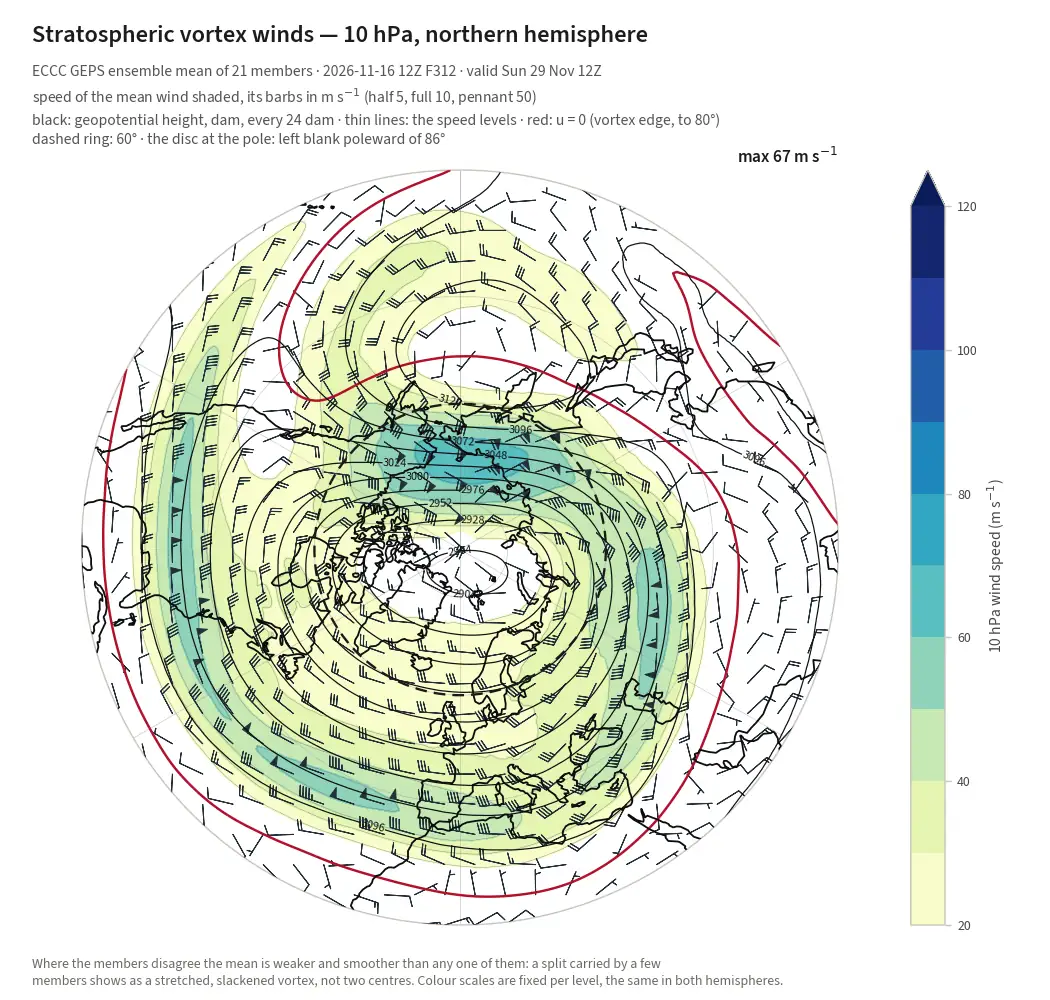 Stratospheric vortex winds — 10 hPa, northern hemisphere
ECCC GEPS ensemble mean of 21 members · 2026-11-16 12Z F312 · valid Sun 29 Nov 12Z
speed of the mean wind shaded, its barbs in m s⁻¹ (half 5, full 10, pennant 50)
black: geopotential height, dam, every 24 dam · thin lines: the speed levels · red: u = 0 (vortex edge, to 80°)
dashed ring: 60° · the disc at the pole: left blank poleward of 86°
max 67 m s⁻¹
120
100
80
60
40
20
10 hPa wind speed (m s⁻¹)
3096
3072
3048
3024
3000
2976
2952
2928
3096
3096
Where the members disagree the mean is weaker and smoother than any one of them: a split carried by a few
members shows as a stretched, slackened vortex, not two centres. Colour scales are fixed per level, the same in both hemispheres.